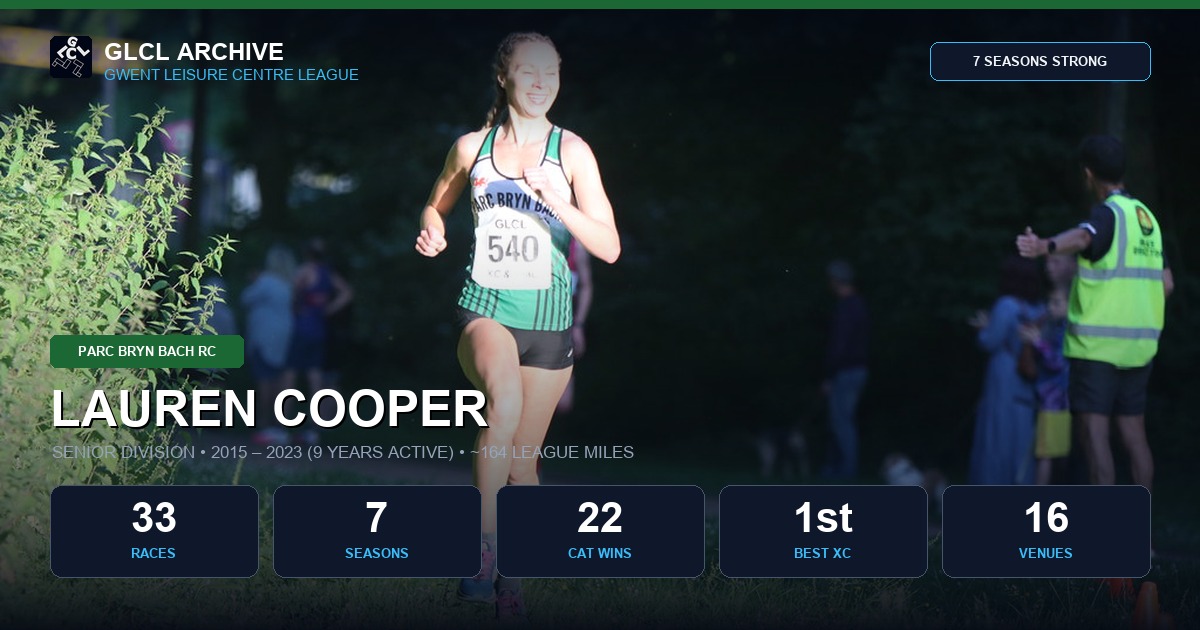 GLCL ARCHIVE
GWENT LEISURE CENTRE LEAGUE
7 SEASONS STRONG
PARC BRYN BAC
GLCL
540
PARC BRYN BACH RC
LAUREN COOPER
SENIOR DIVISION • 2015 – 2023 (9 YEARS ACTIVE) • ~164 LEAGUE MILES
33
RACES
7
SEASONS
22
CAT WINS
1st
BEST XC
16
VENUES